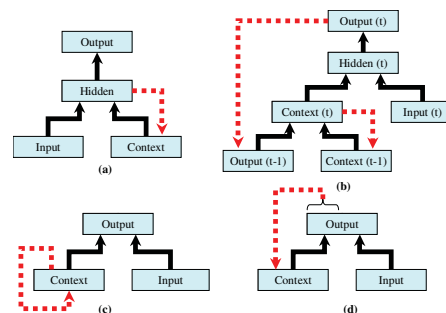 Output
Hidden
Input
Context
(a)
Output (t)
Hidden (t)
Context (t)
Input (t)
Output (t-1)
Context (t-1)
(b)
Output
Context
Input
(c)
Output
Context
Input
(d)